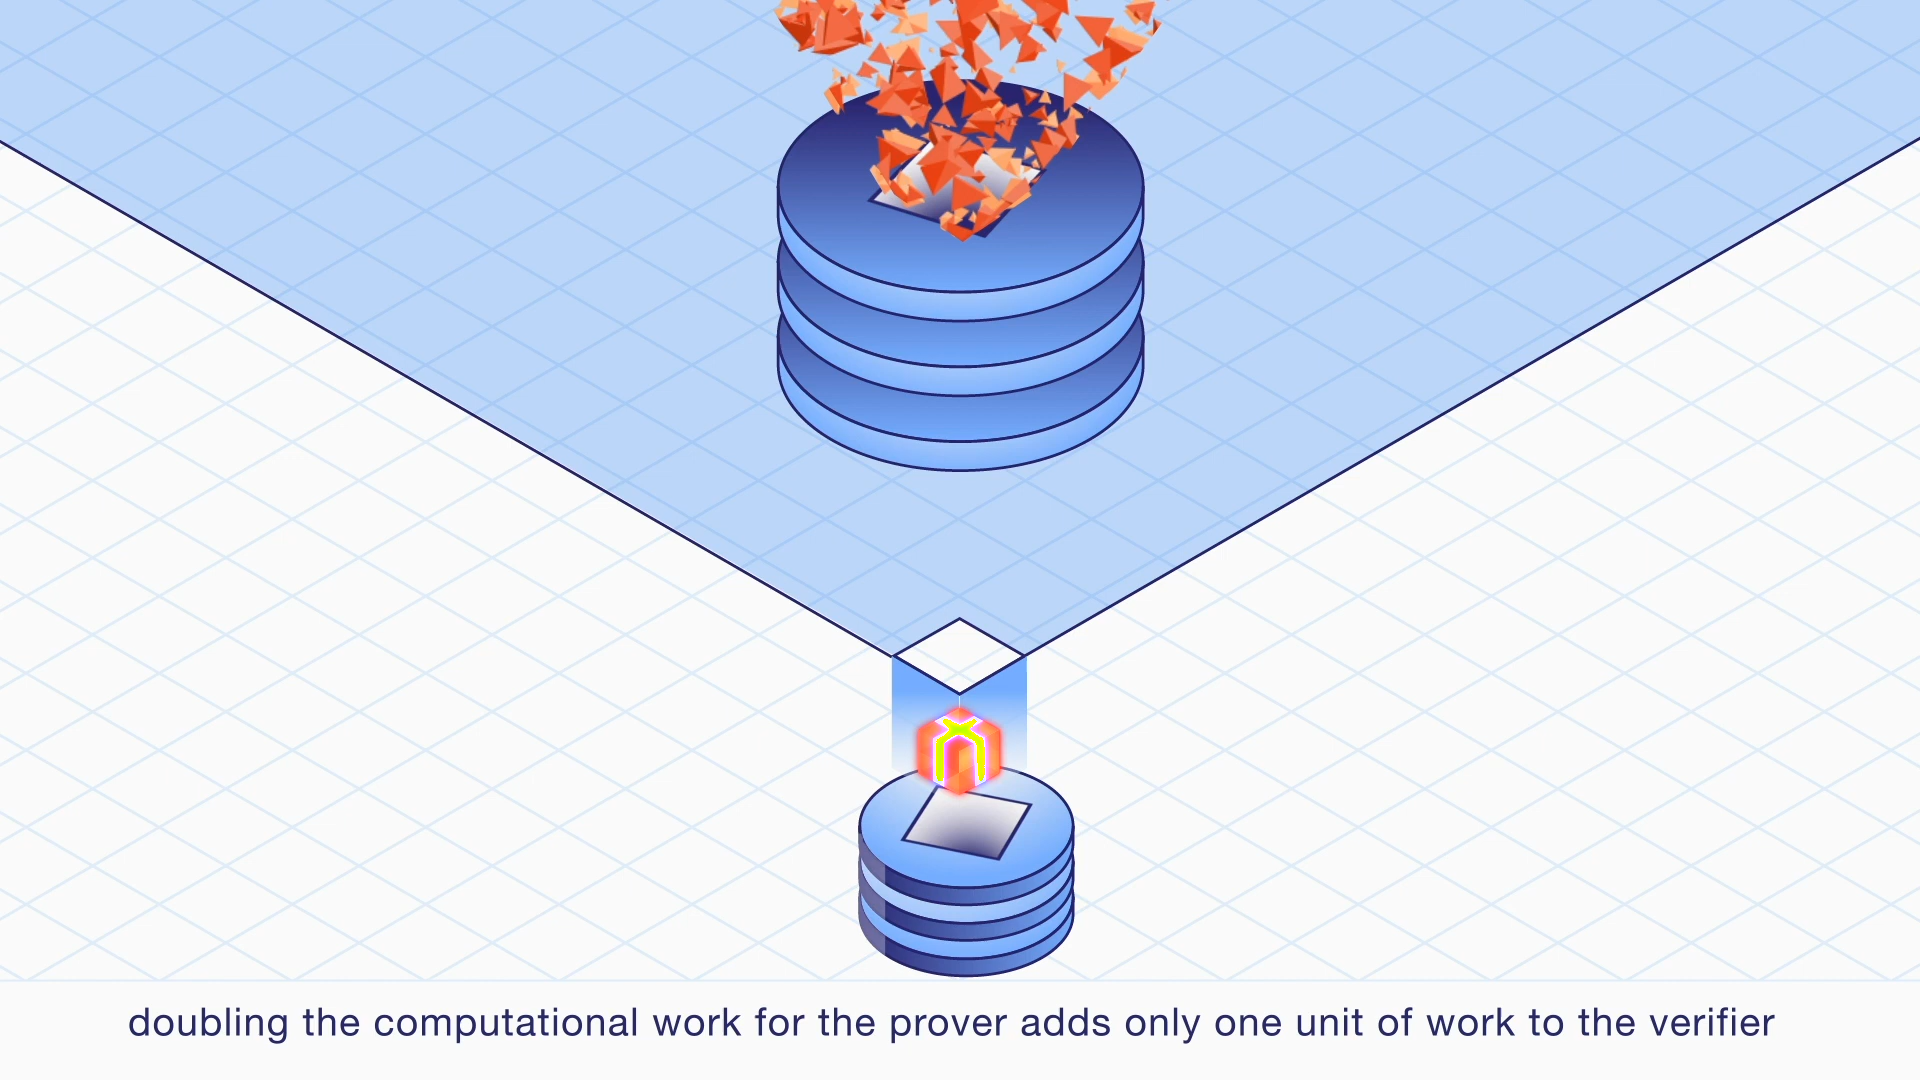 doubling the computational work for the prover adds only one unit of work to the verifier